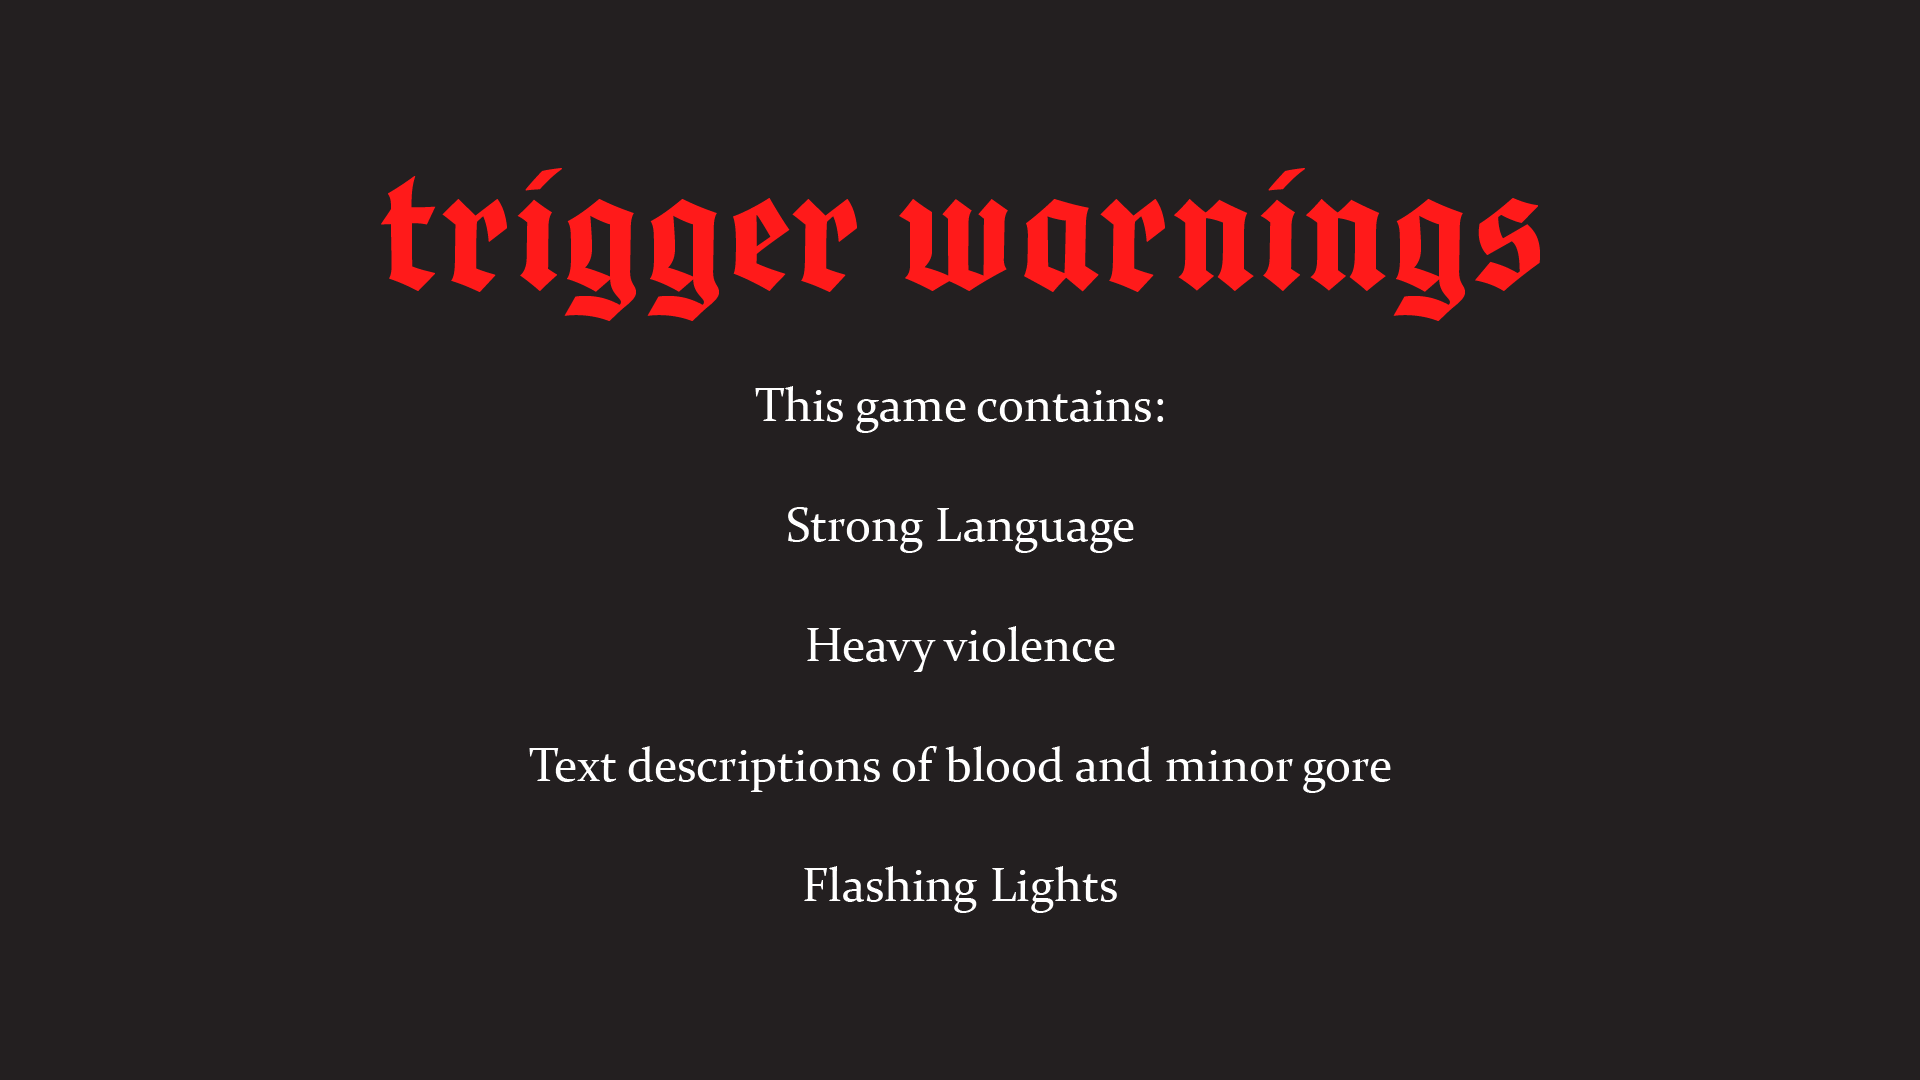 trigger warnings
This game contains:
Strong Language
Heavy violence
Text descriptions of blood and minor gore
Flashing Lights